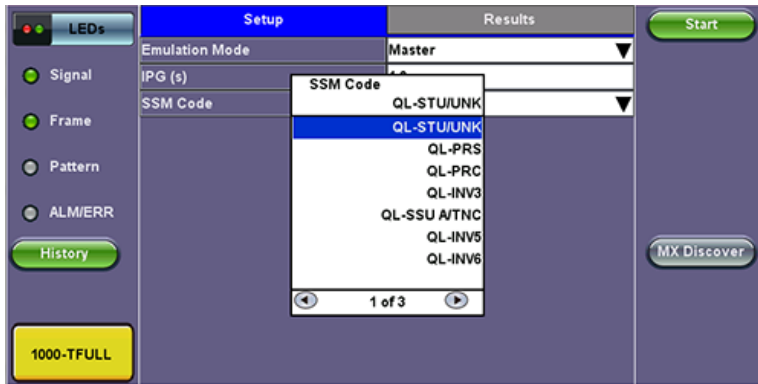 LEDs
Signal
Frame
Pattern
ALM/ERR
History
1000-TFULL
Setup
Results
Emulation Mode
Master
IPG (s)
SSM Code
SSM Code
QL-STU/UNK
QL-STU/UNK
QL-PRS
QL-PRC
QL-INV3
QL-SSU A/TNC
QL-INV5
QL-INV6
1 of 3
Start
MX Discover